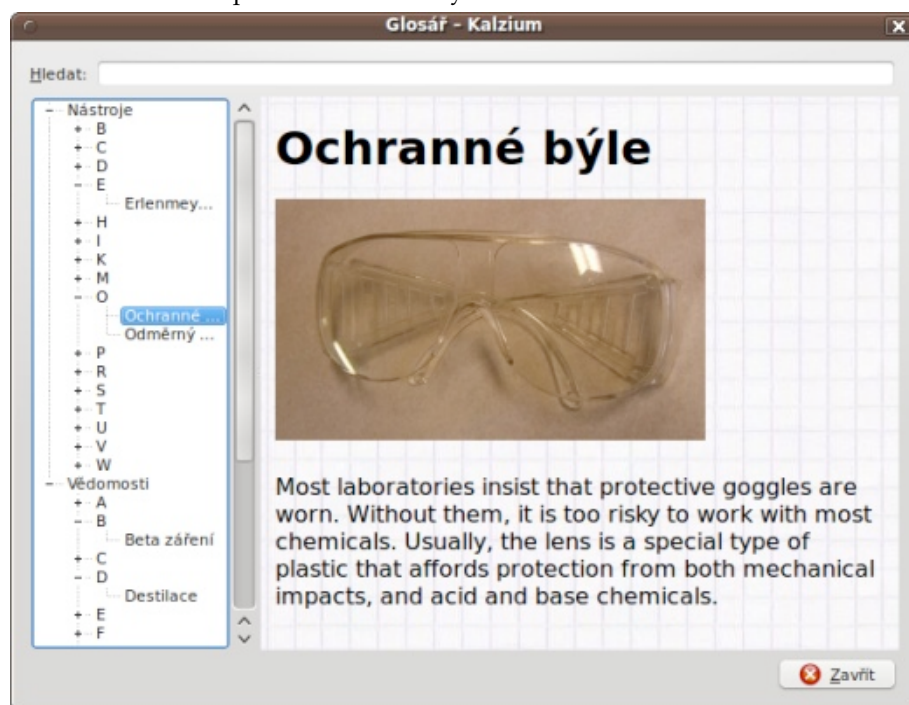 Glosář – Kalzium
Hledat:
Nástroje
B
C
D
E
Erlenmey...
H
I
K
M
O
Ochranné ...
Odměrný ...
P
R
S
T
U
V
W
Vědomosti
A
B
Beta záření
C
D
Destilace
E
F
Ochranné býle
Most laboratories insist that protective goggles are
worn. Without them, it is too risky to work with most
chemicals. Usually, the lens is a special type of
plastic that affords protection from both mechanical
impacts, and acid and base chemicals.
Zavřít